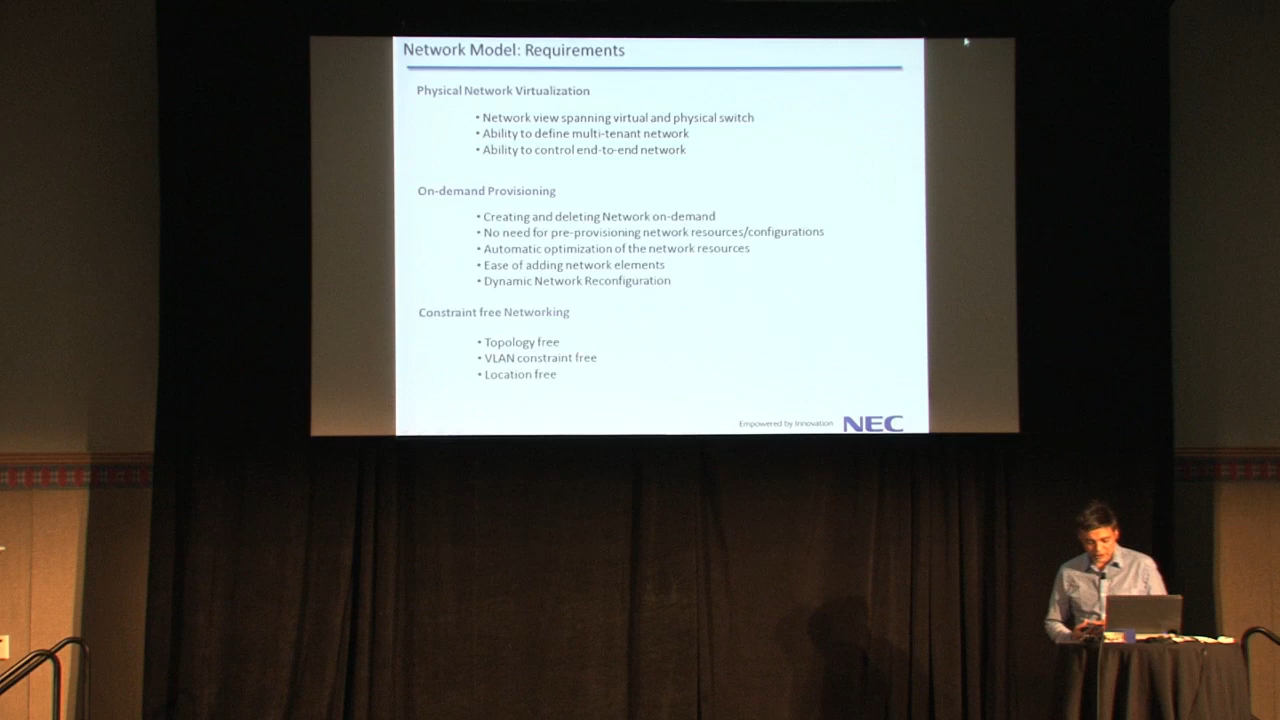 Network Model: Requirements
Physical Network Virtualization
• Network view spanning virtual and physical switch
• Ability to define multi-tenant network
• Ability to control end-to-end network
On-demand Provisioning
• Creating and deleting Network on-demand
• No need for pre-provisioning network resources/configurations
• Automatic optimization of the network resources
• Ease of adding network elements
• Dynamic Network Reconfiguration
Constraint free Networking
• Topology free
• VLAN constraint free
• Location free
Empowered by Innovation NEC